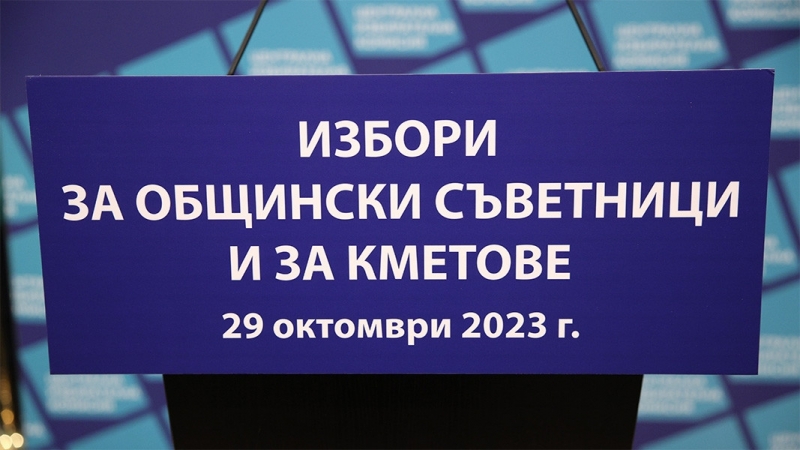 ИЗБОРИ
ЗА ОБЩИНСКИ СЪВЕТНИЦИ
И ЗА КМЕТОВЕ
29 октомври 2023 г.